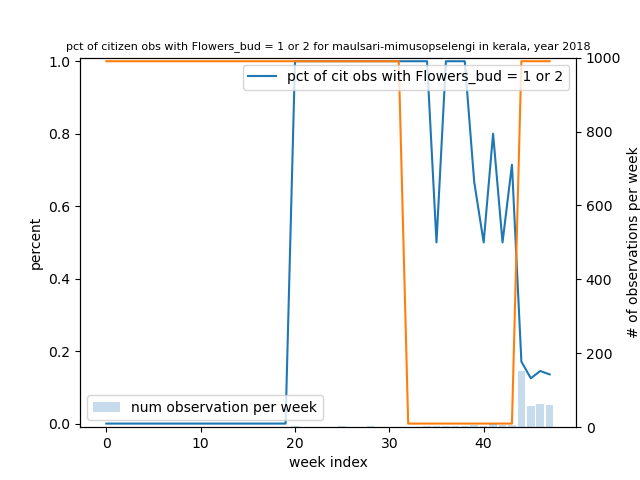 pct of citizen obs with Flowers_bud = 1 or 2 for maulsari-mimusopselengi in kerala, year 2018
pct of cit obs with Flowers_bud = 1 or 2
num observation per week
percent
1.0
0.8
0.6
0.4
0.2
0.0
0 10 20 30 40
week index
1000
800
600
400
200
0
# of observations per week